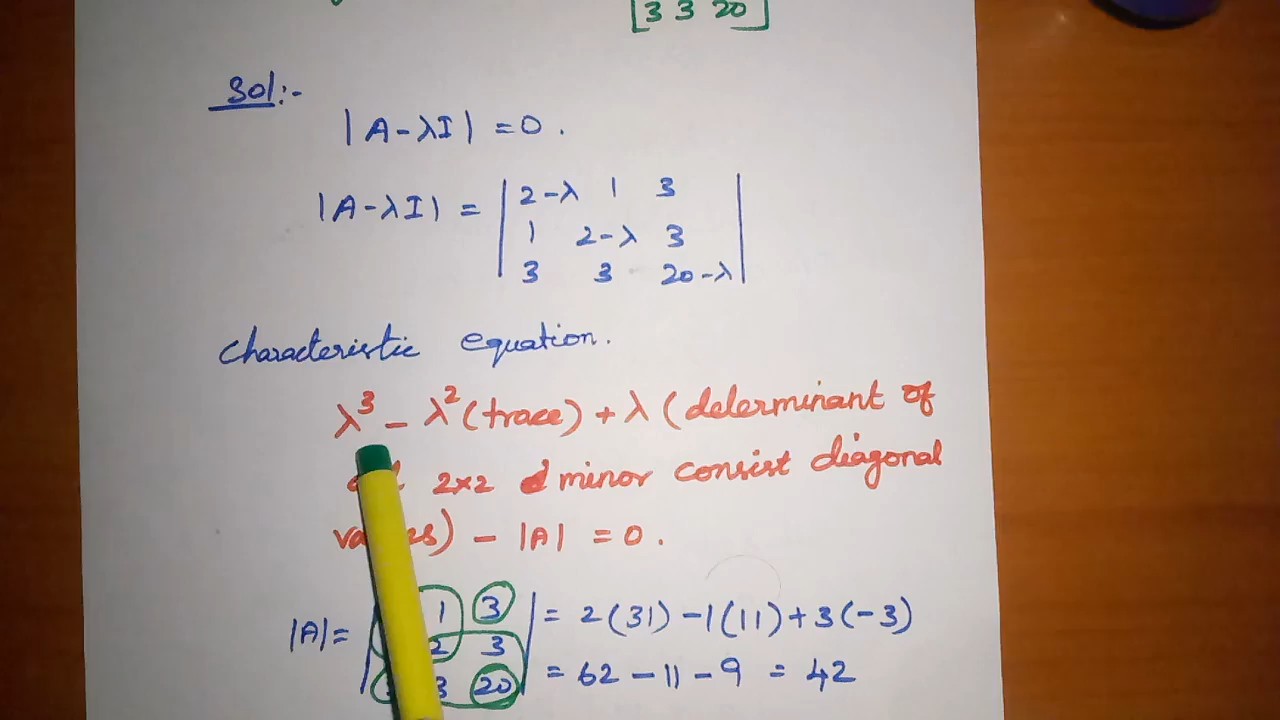 [3 3 20]
Sol:-
|A-λI| = 0.
|A-λI| = | 2-λ 1 3 |
1 2-λ 3
3 3 20-λ
Characteristic equation.
λ³ - λ²(trace) + λ (determinant of
2x2 minor consist diagonal
) - |A| = 0.
|A| = | 1 3 | = 2(31) -1(11)+3(-3)
2 3
3 20 = 62 - 11 - 9 = 42